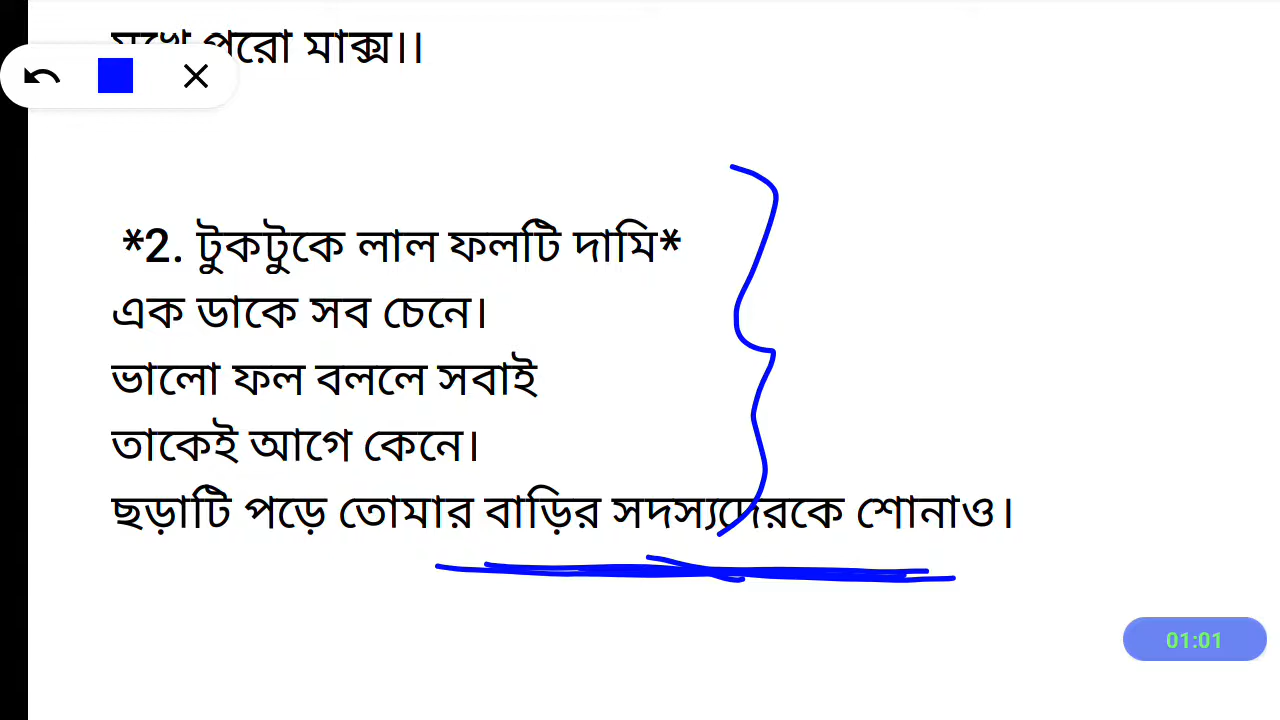 পরো মাক্স।।
*2. টুকটুকে লাল ফলটি দামি*
এক ডাকে সব চেনে।
ভালো ফল বললে সবাই
তাকেই আগে কেনে।
ছড়াটি পড়ে তোমার বাড়ির সদস্যদেরকে শোনাও।
01:01